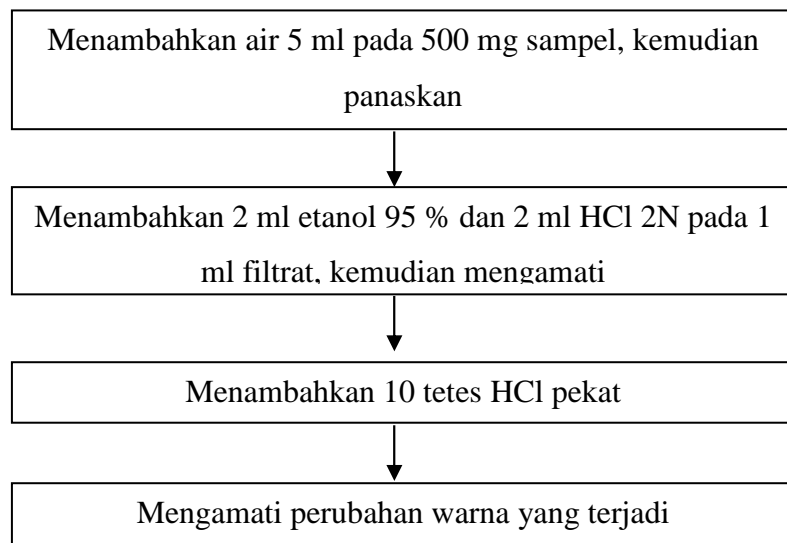 Menambahkan air 5 ml pada 500 mg sampel, kemudian
panaskan
Menambahkan 2 ml etanol 95 % dan 2 ml HCl 2N pada 1
ml filtrat, kemudian mengamati
Menambahkan 10 tetes HCl pekat
Mengamati perubahan warna yang terjadi